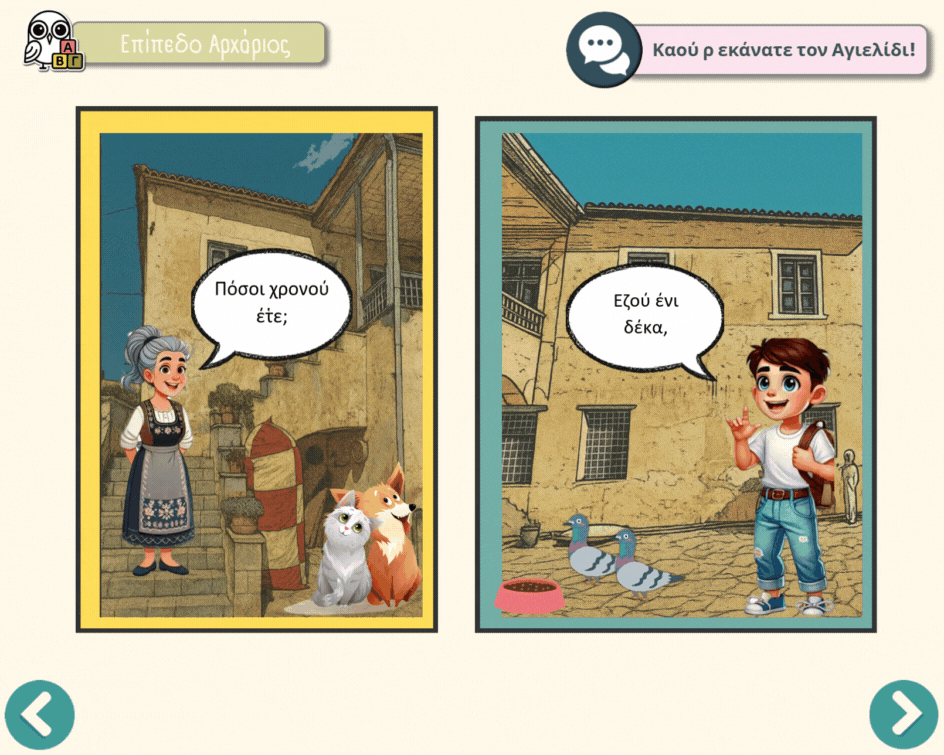 Επίπεδο Αρχάριος
Καού ρ εκάνατε τον Αγιελίδι!
Πόσοι χρονού
έτε;
Εζού ένι
δέκα,
Α
Β Γ